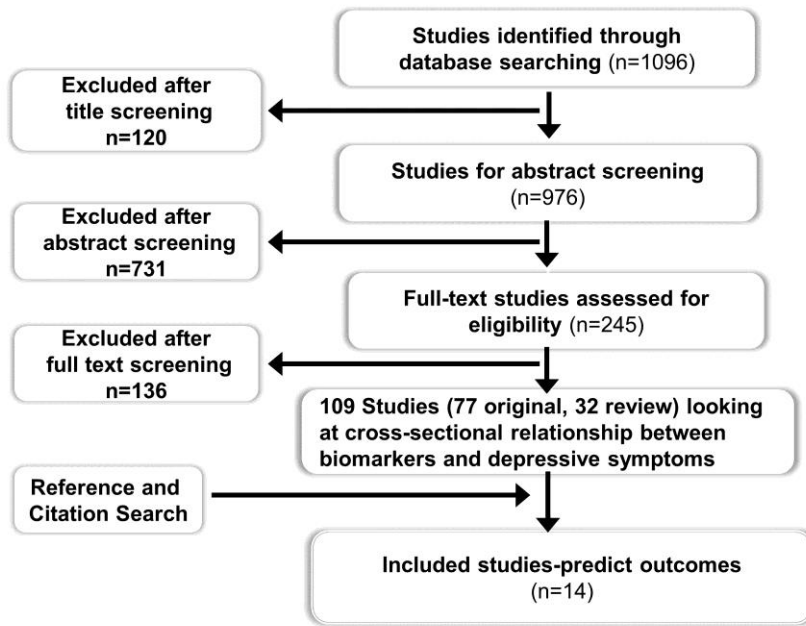 Studies identified through
database searching (n=1096)
Excluded after
title screening
n=120
Studies for abstract screening
(n=976)
Excluded after
abstract screening
n=731
Full-text studies assessed for
eligibility (n=245)
Excluded after
full text screening
n=136
109 Studies (77 original, 32 review) looking
at cross-sectional relationship between
biomarkers and depressive symptoms
Reference and
Citation Search
Included studies-predict outcomes
(n=14)